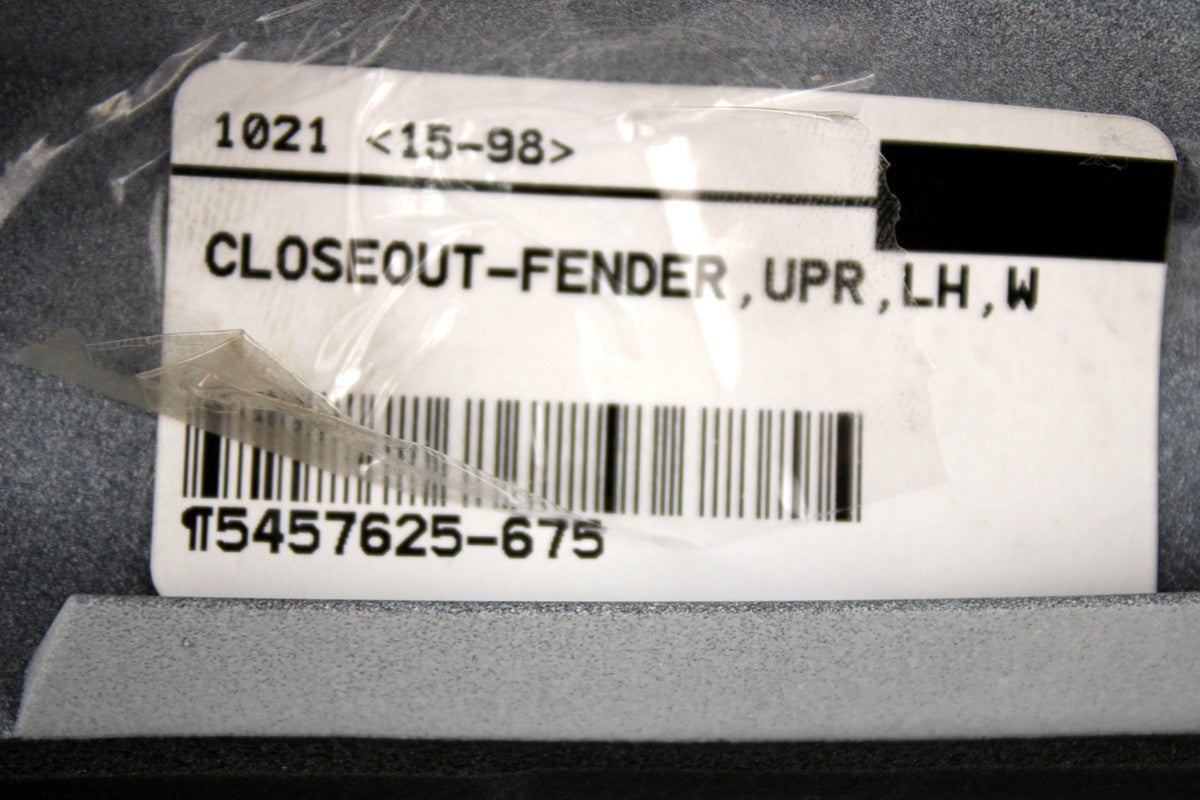 1021 <15-98>
CLOSEOUT-FENDER,UPR,LH,W
¶5457625-675